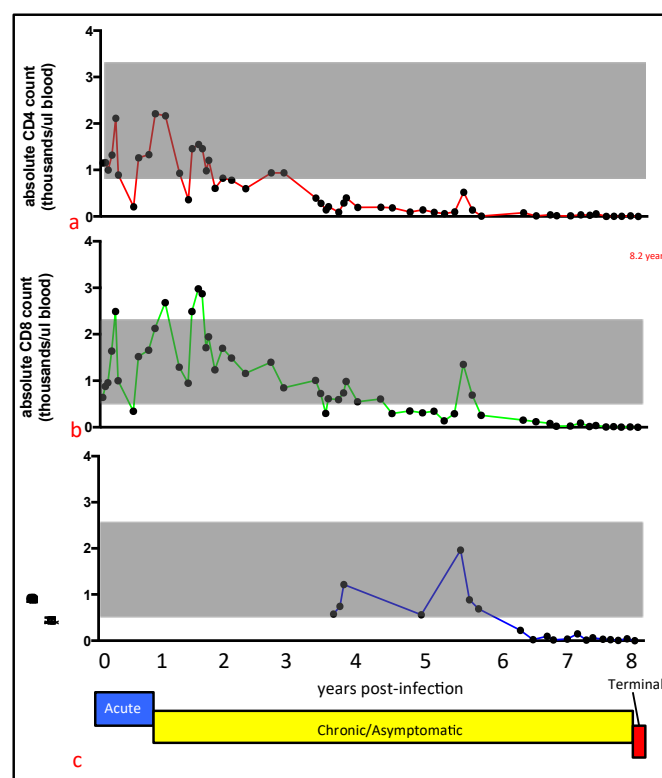 4
3
2
1
0
absolute CD4 count
(thousands/ul blood)
a
4
3
2
1
0
absolute CD8 count
(thousands/ul blood)
8.2 year
b
4
3
2
1
0
0 1 2 3 4 5 6 7 8
years post-infection
Terminal
Acute
Chronic/Asymptomatic
c